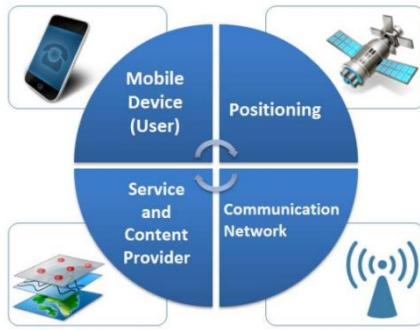 Mobile
Device
(User)
Positioning
Service
and
Content
Provider
Communication
Network